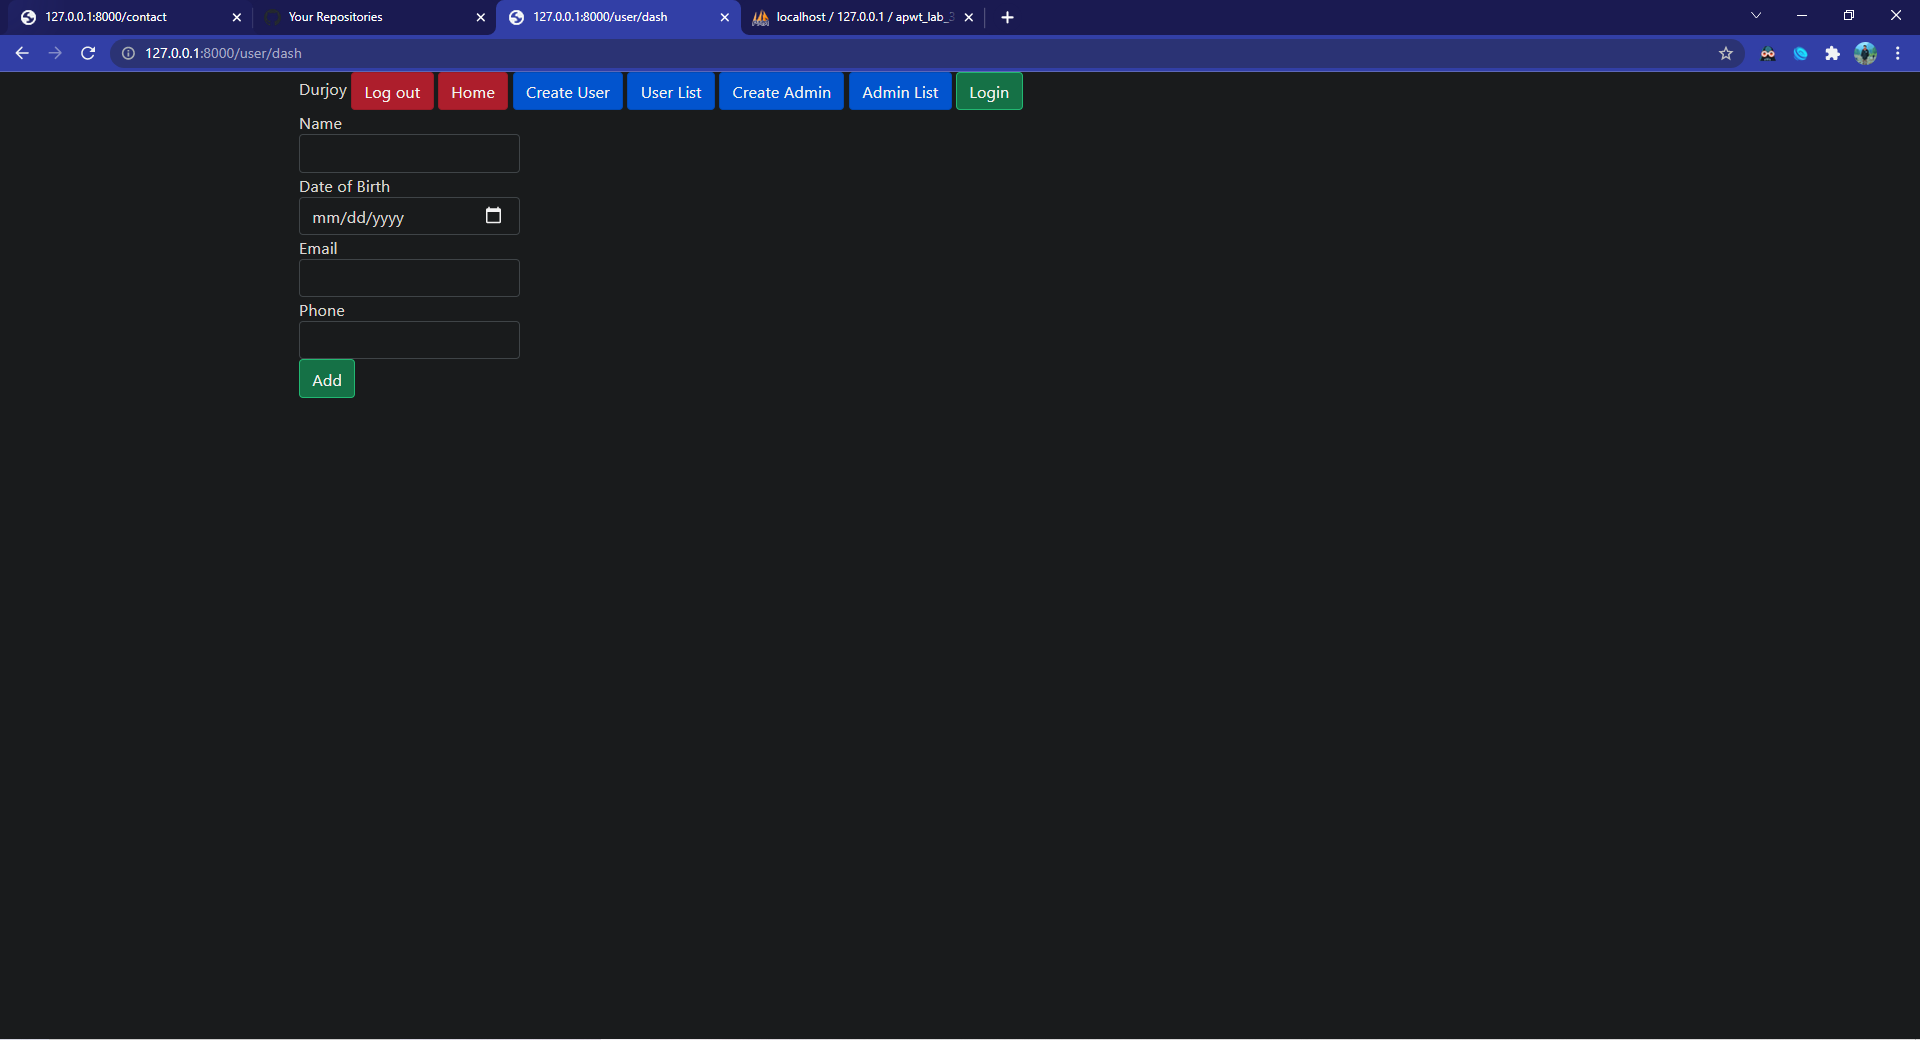 127.0.0.1:8000/contact Your Repositories 127.0.0.1:8000/user/dash localhost / 127.0.0.1 / apwt_lab_3
127.0.0.1:8000/user/dash
Durjoy Log out Home Create User User List Create Admin Admin List Login
Name
Date of Birth
mm/dd/yyyy
Email
Phone
Add